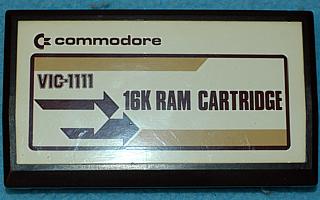 commodore
VIC-1111
16K RAM CARTRIDGE